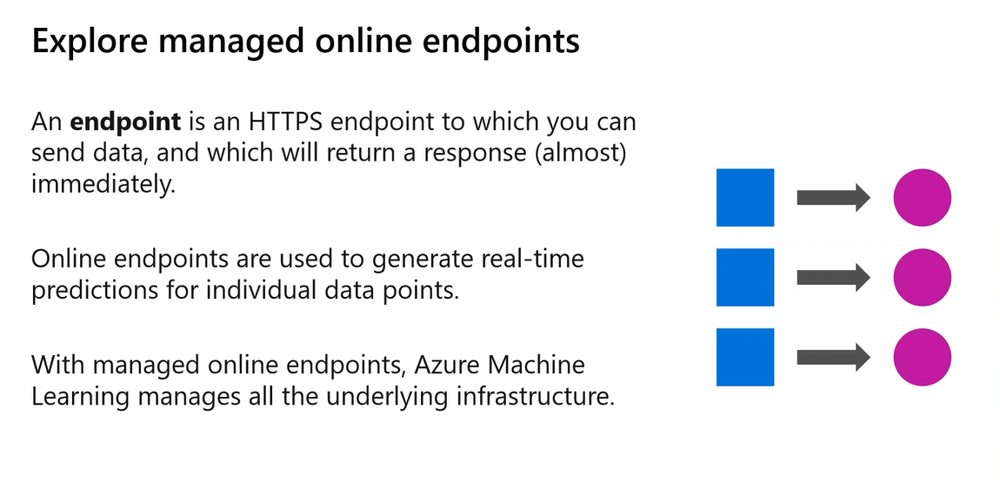 Explore managed online endpoints
An endpoint is an HTTPS endpoint to which you can
send data, and which will return a response (almost)
immediately.
Online endpoints are used to generate real-time
predictions for individual data points.
With managed online endpoints, Azure Machine
Learning manages all the underlying infrastructure.